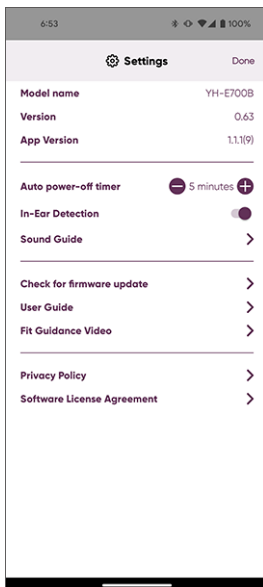 6:53 100%
Settings Done
Model name YH-E700B
Version 0.63
App Version 1.1.1(9)
Auto power-off timer 5 minutes
In-Ear Detection
Sound Guide
Check for firmware update
User Guide
Fit Guidance Video
Privacy Policy
Software License Agreement